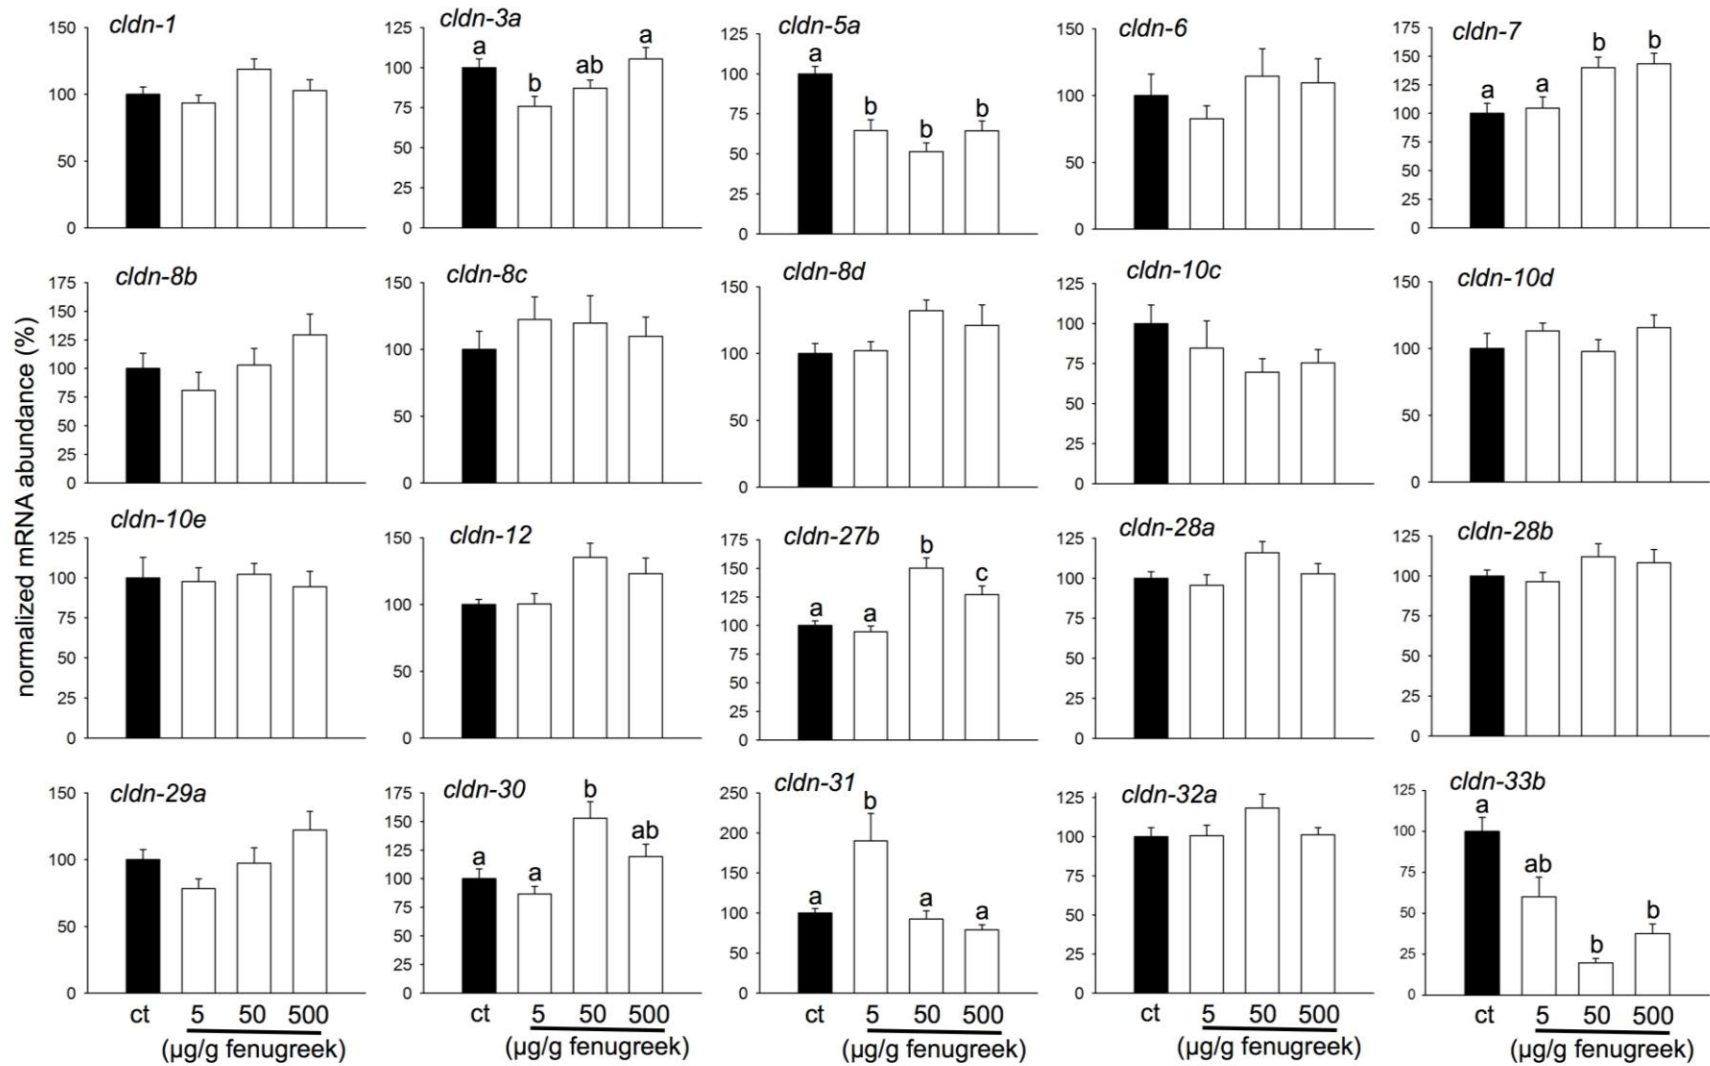 normalized mRNA abundance (%)
cldn-1
150
100
50
0
cldn-3a
125
100
75
50
25
0
a
b
ab
a
cldn-5a
125
100
75
50
25
0
a
b
b
b
cldn-6
150
100
50
0
cldn-7
175
150
125
100
75
50
25
0
a
a
b
b
cldn-8b
175
150
125
100
75
50
25
0
cldn-8c
150
100
50
0
cldn-8d
150
100
50
0
cldn-10c
125
100
75
50
25
0
cldn-10d
150
100
50
0
cldn-10e
125
100
75
50
25
0
cldn-12
150
100
50
0
cldn-27b
175
150
125
100
75
50
25
0
a
a
b
c
cldn-28a
125
100
75
50
25
0
cldn-28b
125
100
75
50
25
0
cldn-29a
150
100
50
0
ct 5 50 500
(µg/g fenugreek)
cldn-30
175
150
125
100
75
50
25
0
a
a
b
ab
ct 5 50 500
(µg/g fenugreek)
cldn-31
250
200
150
100
50
0
a
b
a
a
ct 5 50 500
(µg/g fenugreek)
cldn-32a
125
100
75
50
25
0
ct 5 50 500
(µg/g fenugreek)
cldn-33b
125
100
75
50
25
0
a
ab
b
b
ct 5 50 500
(µg/g fenugreek)